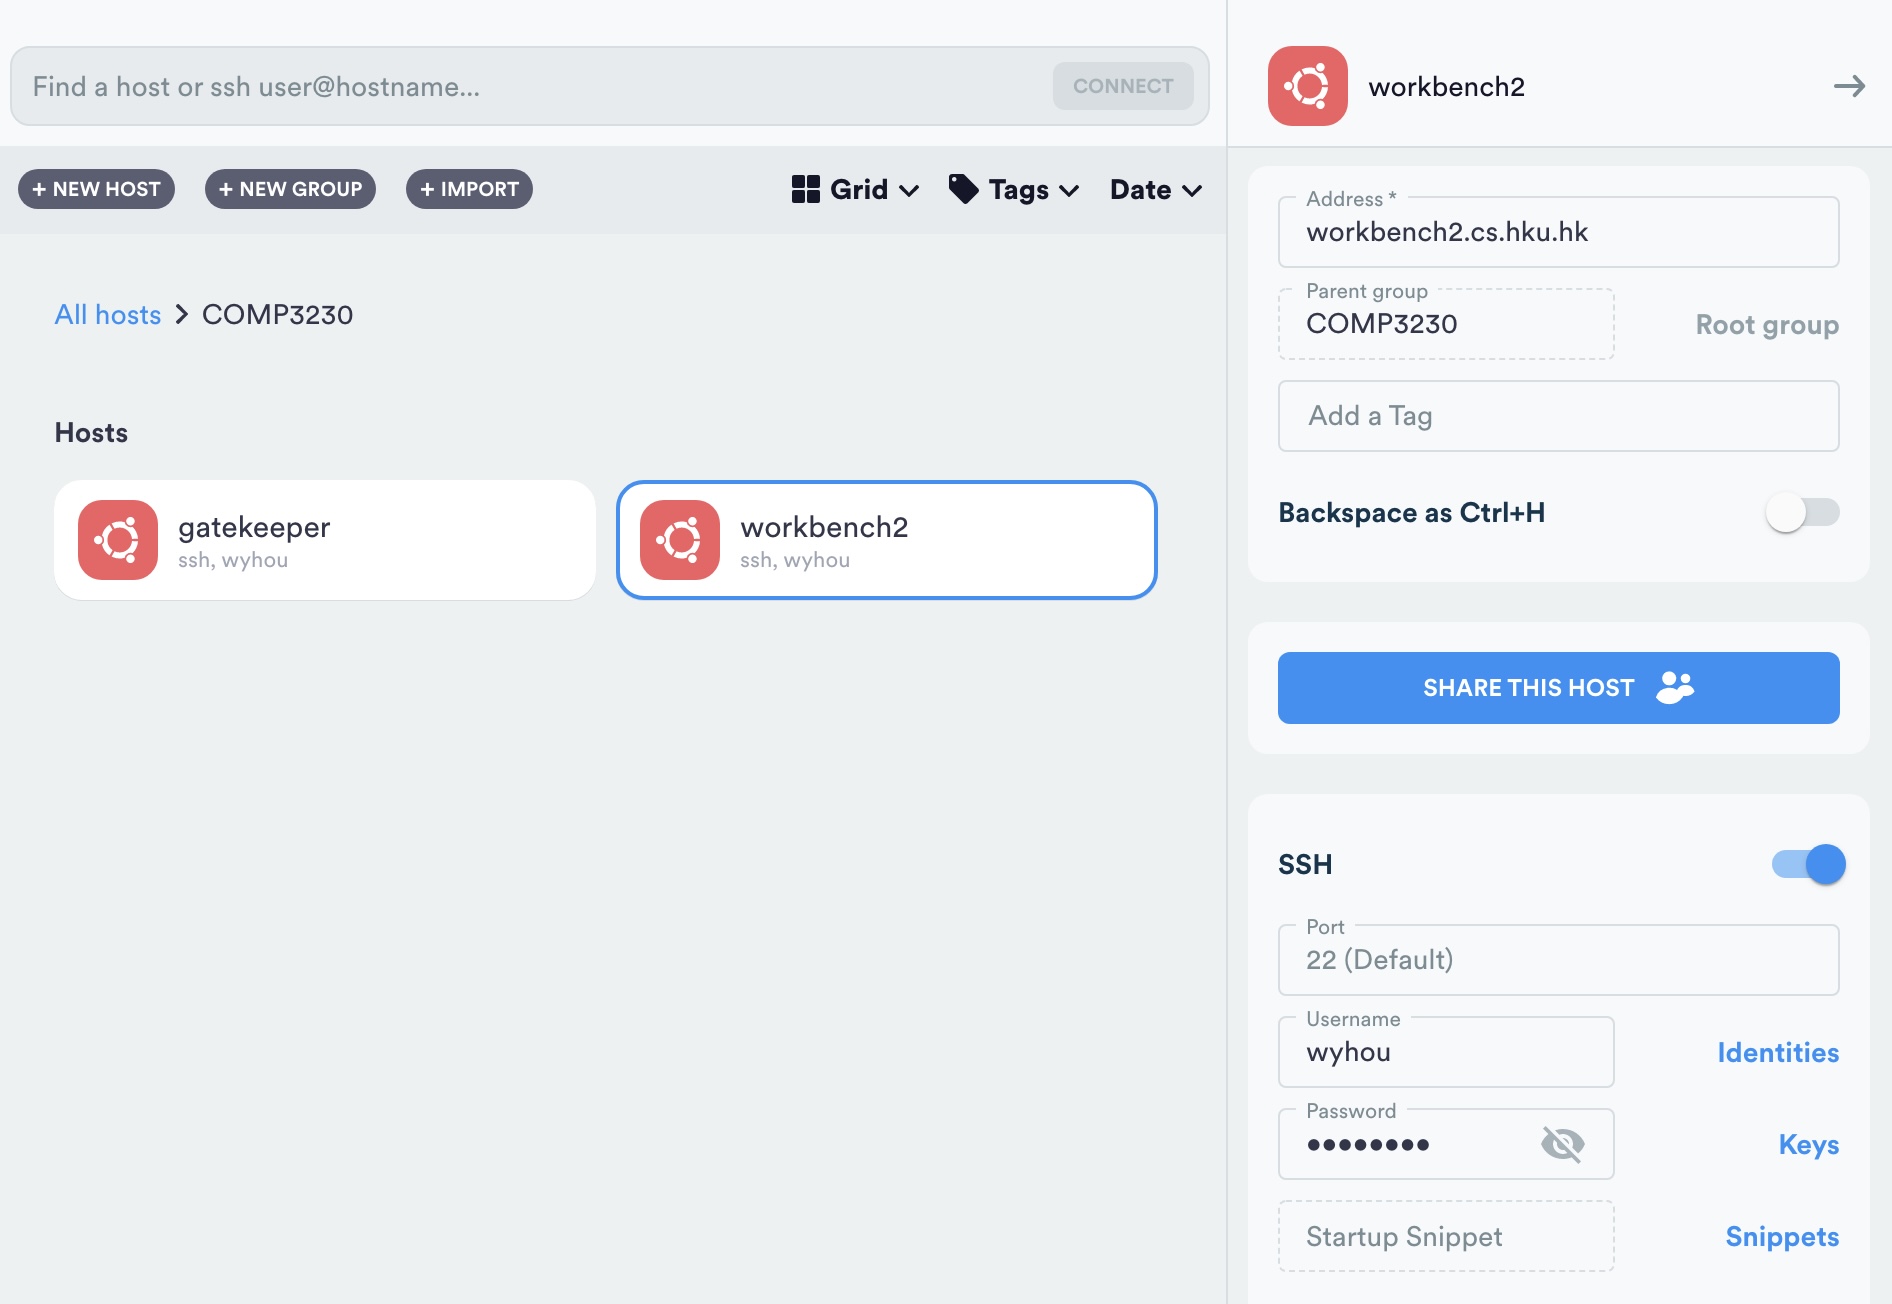 Find a host or ssh user@hostname...
CONNECT
+ NEW HOST
+ NEW GROUP
+ IMPORT
Grid
Tags
Date
All hosts > COMP3230
Hosts
gatekeeper
ssh, wyhou
workbench2
ssh, wyhou
workbench2
Address *
workbench2.cs.hku.hk
Parent group
COMP3230
Root group
Add a Tag
Backspace as Ctrl+H
SHARE THIS HOST
SSH
Port
22 (Default)
Username
wyhou
Identities
Password
••••••••
Keys
Startup Snippet
Snippets